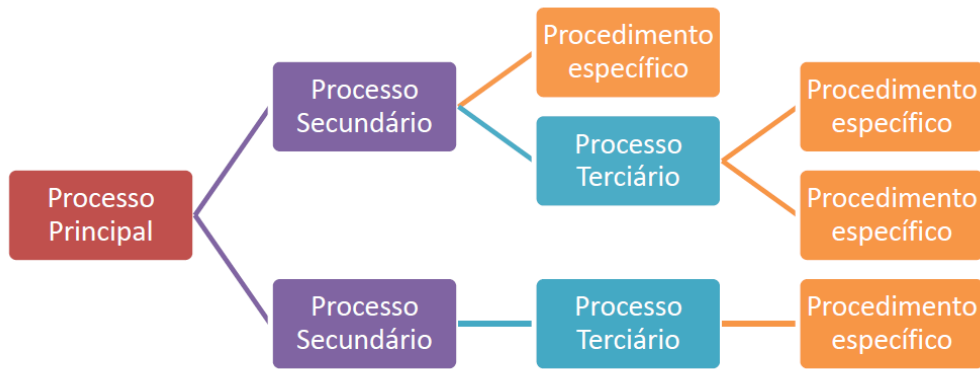 Processo
Principal
Processo
Secundário
Procedimento
específico
Processo
Terciário
Procedimento
específico
Procedimento
específico
Processo
Secundário
Processo
Terciário
Procedimento
específico